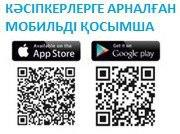 КӘСІПКЕРЛЕРГЕ АРНАЛҒАН
МОБИЛЬДІ ҚОСЫМША
Available on the
App Store
Get it on
Google play